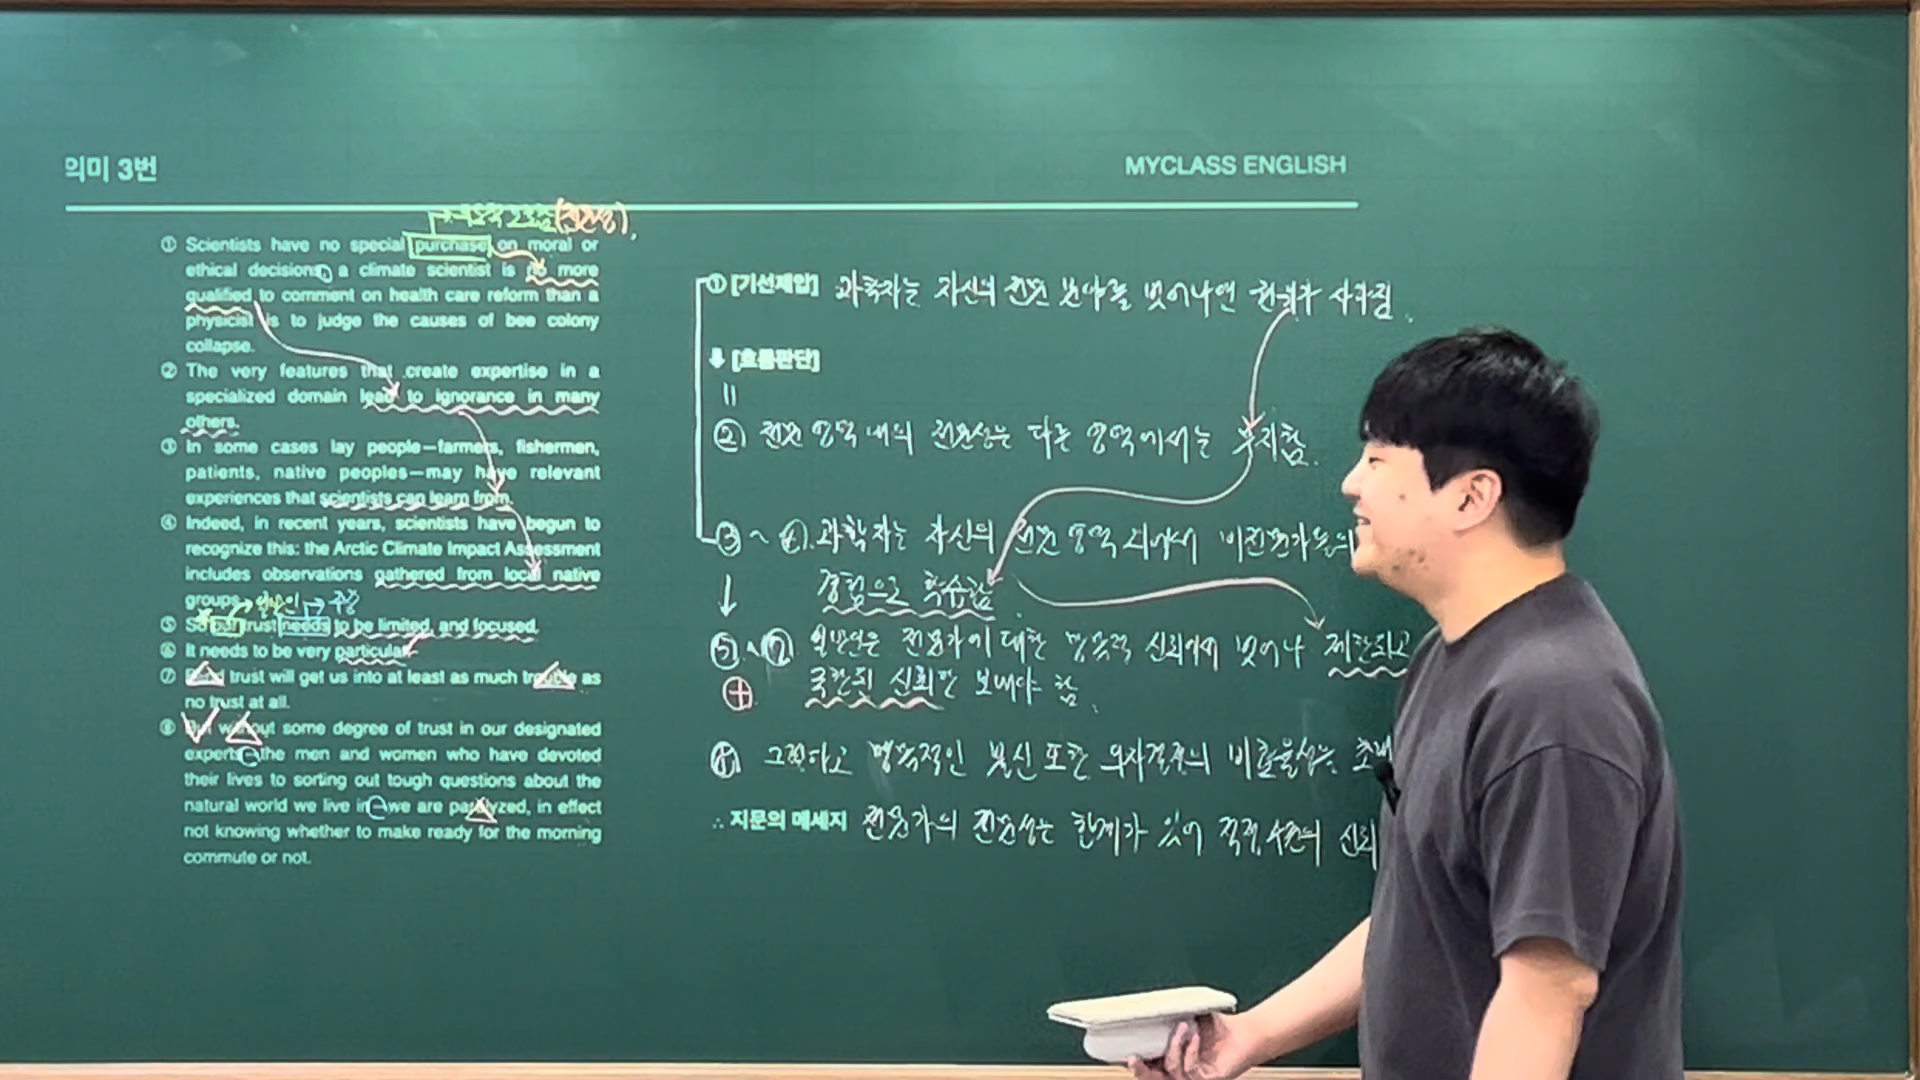 의미 3번
MYCLASS ENGLISH
① Scientists have no special purchase on moral or
ethical decisions, a climate scientist is no more
qualified to comment on health care reform than a
physicist is to judge the causes of bee colony
collapse.
② The very features that create expertise in a
specialized domain lead to ignorance in many
others.
③ In some cases lay people—farmers, fishermen,
patients, native peoples—may have relevant
experiences that scientists can learn from.
④ Indeed, in recent years, scientists have begun to
recognize this: the Arctic Climate Impact Assessment
includes observations gathered from local native
groups.
일반인 → 주장
⑤ So our trust needs to be limited, and focused.
⑥ It needs to be very particular.
⑦ trust will get us into at least as much trouble as
no trust at all.
⑧ But without some degree of trust in our designated
experts—the men and women who have devoted
their lives to sorting out tough questions about the
natural world we live in—we are paralyzed, in effect
not knowing whether to make ready for the morning
commute or not.
① [기선제압] 과학자는 자신의 전문 분야를 벗어나면 한계가 사라짐.
↓ [흐름판단]
② 전문 영역 내의 전문성은 다른 영역에서는 무지함.
③ ~ ④. 과학자는 자신의 전문 영역 시야에서 비전문가들의
경험으로 학습함.
⑤ ~ ⑦ 일반인은 전문가에 대한 맹목적 신뢰에서 벗어나 제한되고
국한된 신뢰만 보내야 함.
⑧ 그렇다고 맹목적인 불신 또한 의사결정의 비효율성을
∴ 지문의 메세지 전문가의 전문성은 한계가 있어 적정 수준의 신뢰